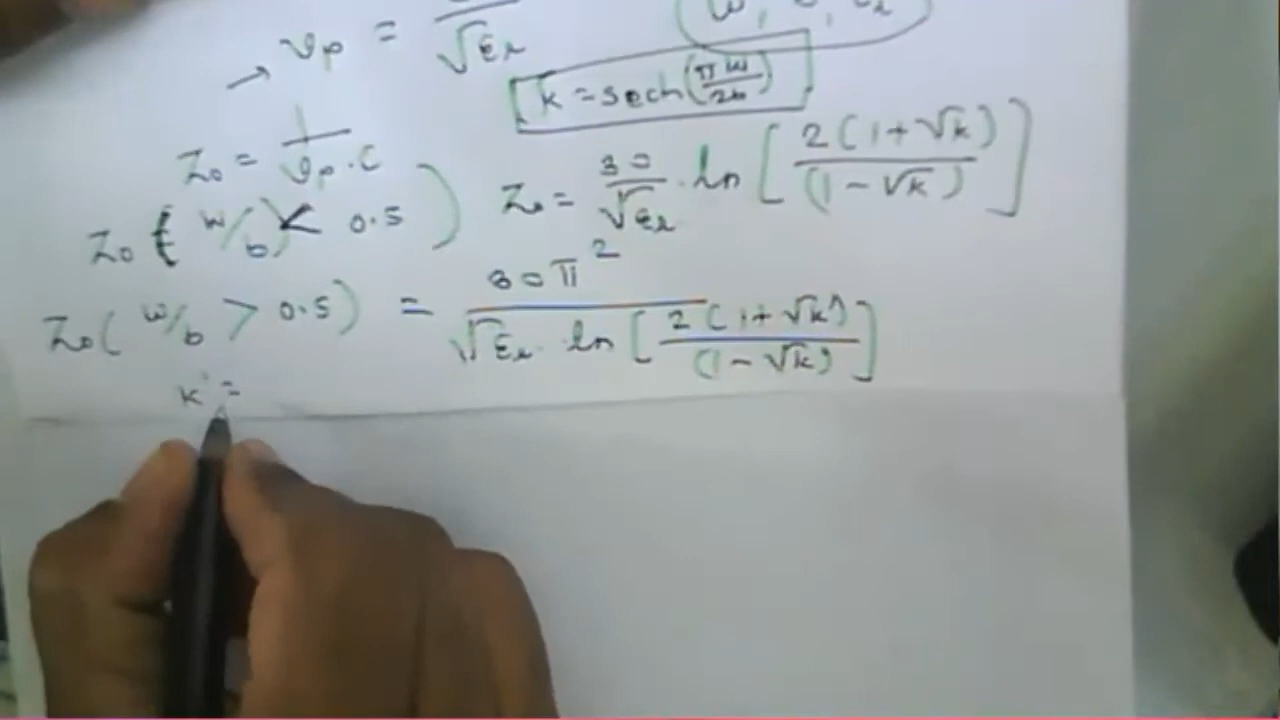 w, b, εr
→ vp = /√εr
k = sech(πw/2b)
Z0 = 1/vp·C
Z0 (w/b) < 0.5) Z0 = 30/√εr · ln [2(1+√k)/(1-√k)]
Z0( w/b > 0.5) = 30π²/√εr · ln [2(1+√k')/(1-√k)]
k' =